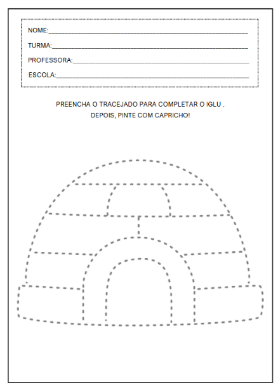 NOME:
TURMA:
PROFESSORA:
ESCOLA:
PREENCHA O TRACEJADO PARA COMPLETAR O IGLU .
DEPOIS, PINTE COM CAPRICHO!